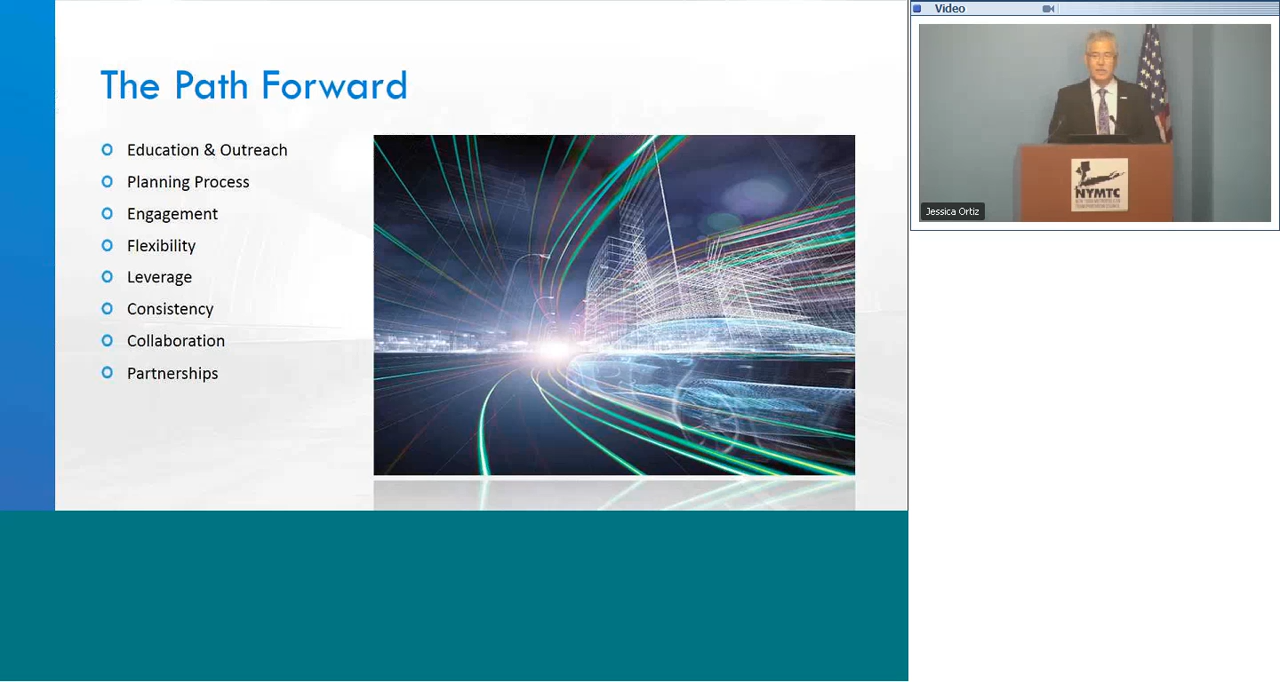 The Path Forward
Education & Outreach
Planning Process
Engagement
Flexibility
Leverage
Consistency
Collaboration
Partnerships
Video
NYMTC
Jessica Ortiz